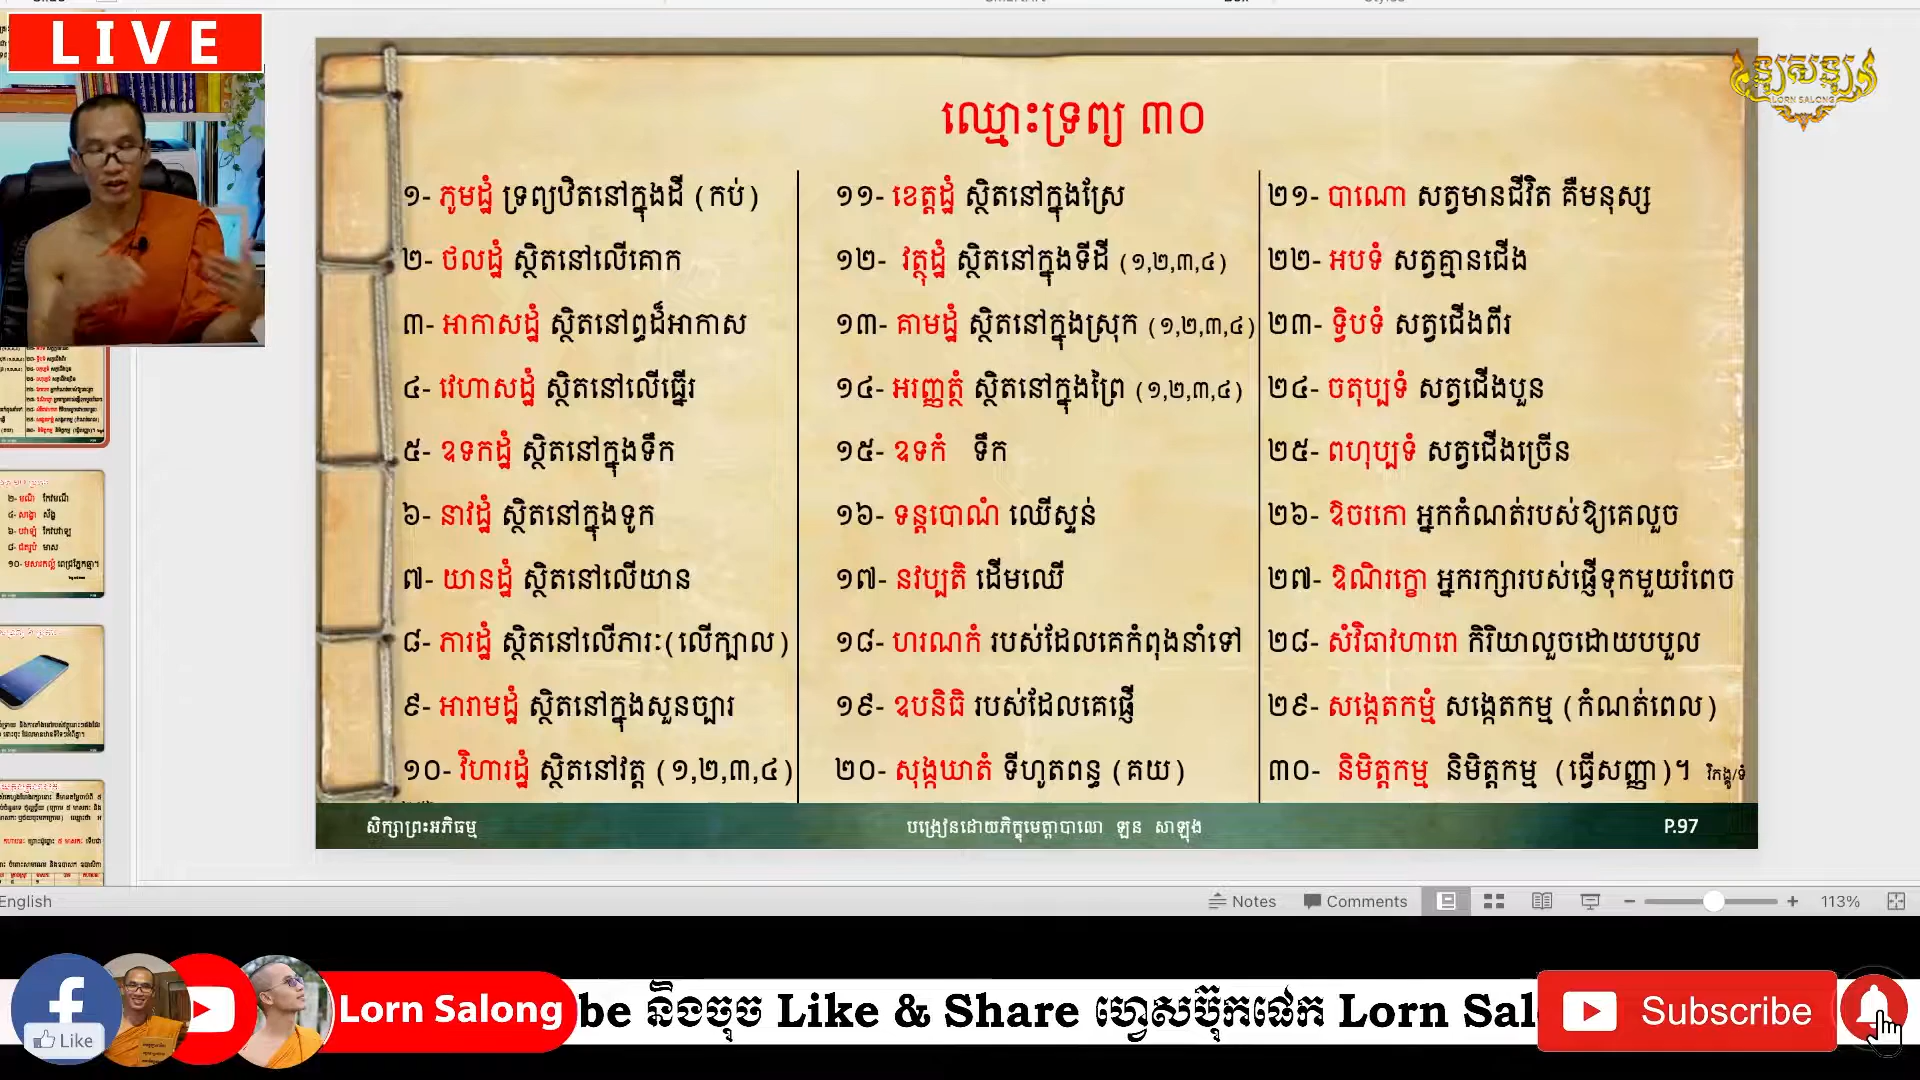 LIVE
LORN SALONG
ឈ្មោះទ្រព្យ ៣០
១- ភូមដ្ឋំ ទ្រព្យឋិតនៅក្នុងដី (កប់)
២- ថលដ្ឋំ ស្ថិតនៅលើគោក
៣- អាកាសដ្ឋំ ស្ថិតនៅឰដ៏អាកាស
៤- វេហាសដ្ឋំ ស្ថិតនៅលើធ្នើរ
៥- ឧទកដ្ឋំ ស្ថិតនៅក្នុងទឹក
៦- នាវដ្ឋំ ស្ថិតនៅក្នុងទូក
៧- យានដ្ឋំ ស្ថិតនៅលើយាន
៨- ភារដ្ឋំ ស្ថិតនៅលើភារៈ(លើក្បាល)
៩- អារាមដ្ឋំ ស្ថិតនៅក្នុងសួនច្បារ
១០- វិហារដ្ឋំ ស្ថិតនៅវត្ត (១,២,៣,៤)
១១- ខេត្តដ្ឋំ ស្ថិតនៅក្នុងស្រែ
១២- វត្ថុដ្ឋំ ស្ថិតនៅក្នុងទីដី (១,២,៣,៤)
១៣- គាមដ្ឋំ ស្ថិតនៅក្នុងស្រុក (១,២,៣,៤)
១៤- អរញ្ញត្ថំ ស្ថិតនៅក្នុងព្រៃ (១,២,៣,៤)
១៥- ឧទកំ ទឹក
១៦- ទន្តបោណំ ឈើស្ទន់
១៧- នវប្បតិ ដើមឈើ
១៨- ហរណកំ របស់ដែលគេកំពុងនាំទៅ
១៩- ឧបនិធិ របស់ដែលគេផ្ញើ
២០- សុង្កឃាតំ ទីហូតពន្ធ (គយ)
២១- បាណោ សត្វមានជីវិត គឺមនុស្ស
២២- អបទំ សត្វគ្មានជើង
២៣- ទ្វិបទំ សត្វជើងពីរ
២៤- ចតុប្បទំ សត្វជើងបួន
២៥- ពហុប្បទំ សត្វជើងច្រើន
២៦- ឱចរកោ អ្នកកំណត់របស់ឱ្យគេលួច
២៧- ឱណិរក្ខោ អ្នករក្សារបស់ផ្ញើទុកមួយរំពេច
២៨- សំវិធាវហារោ កិរិយាលួចដោយបបួល
២៩- សង្កេតកម្មំ សង្កេតកម្ម (កំណត់ពេល)
៣០- និមិត្តកម្ម និមិត្តកម្ម (ធ្វើសញ្ញា)។
សិក្សាព្រះអភិធម្ម
បង្រៀនដោយភិក្ខុមេត្តាបាលោ ឡន សាឡុង
P.97
English
Notes
Comments
113%
Like
Lorn Salong
be និងចុច Like & Share ហ្វេសប៊ុកផេក Lorn Sal
Subscribe